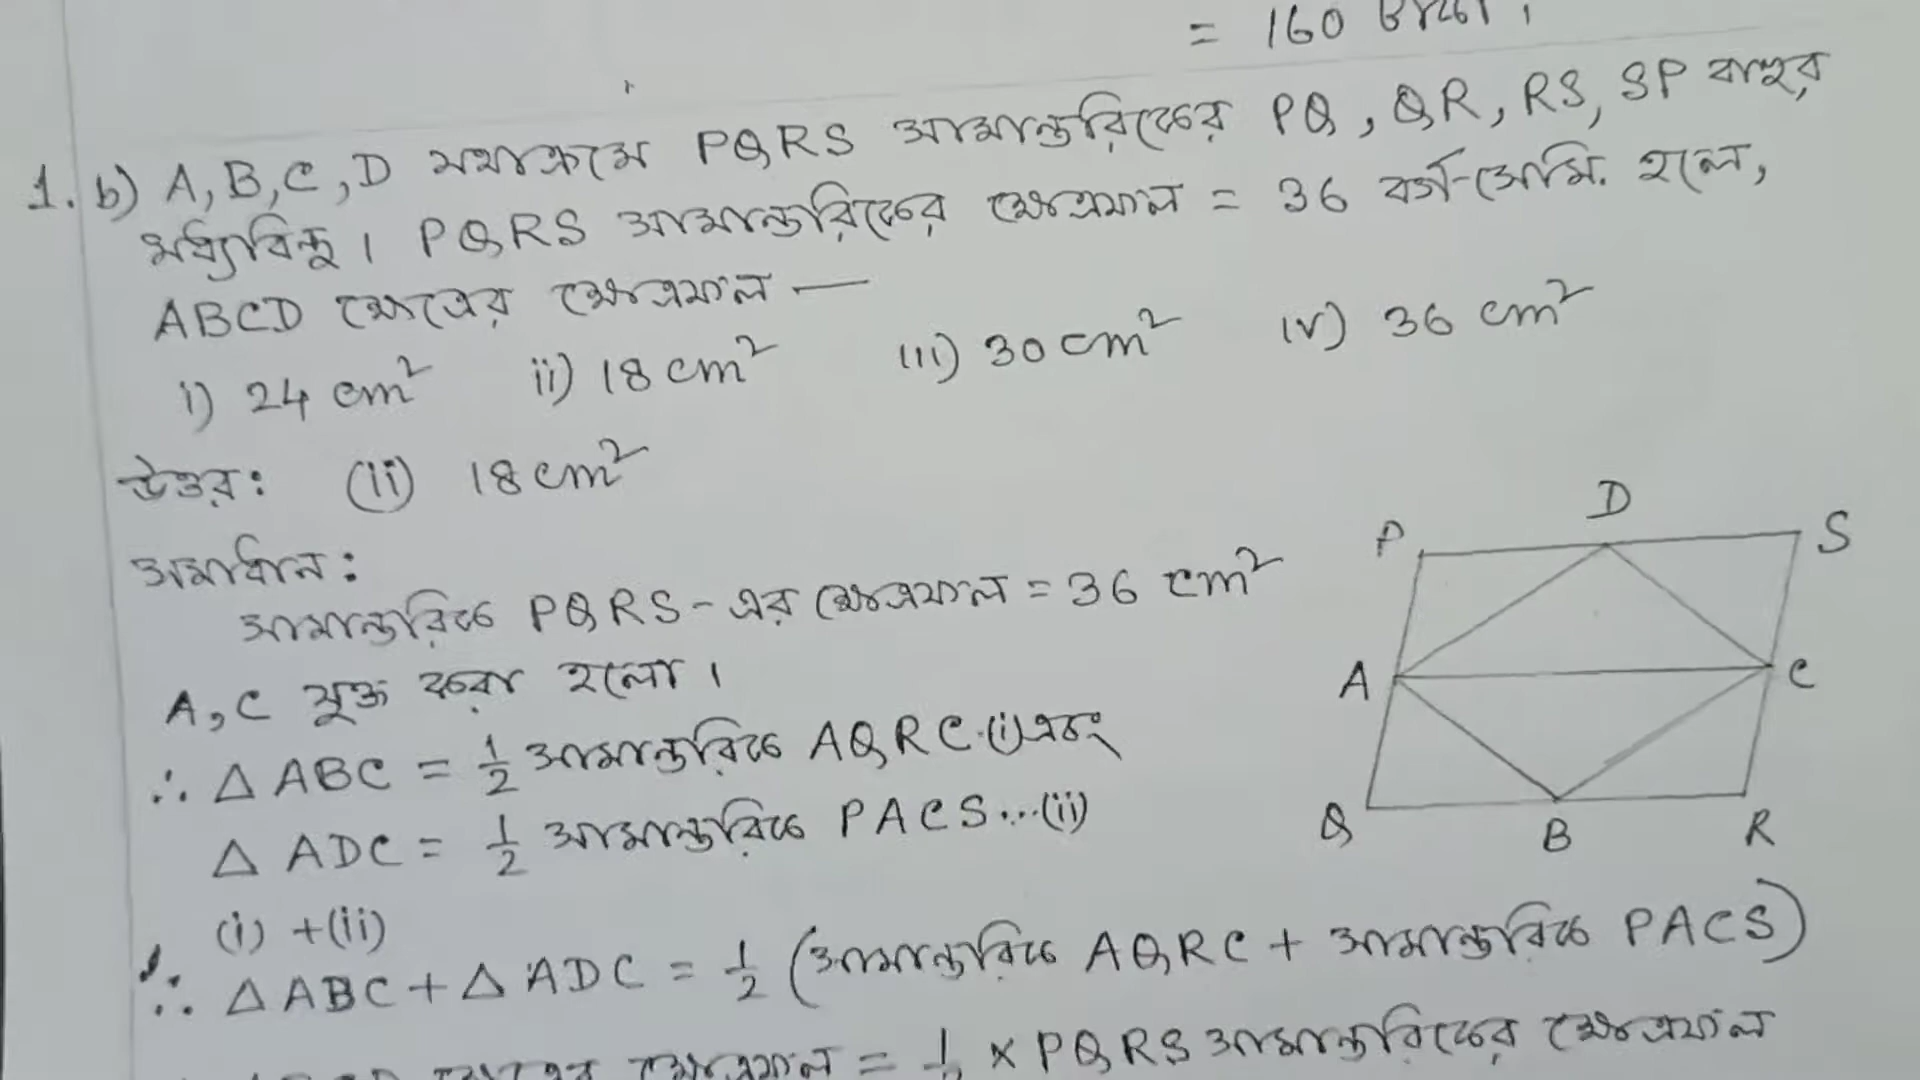 = 160 টাকা।
1. b) A, B, C, D যথাক্রমে PQRS সামান্তরিকের PQ, QR, RS, SP বাহুর
মধ্যবিন্দু। PQRS সামান্তরিকের ক্ষেত্রফল = 36 বর্গ-সেমি. হলে,
ABCD ক্ষেত্রের ক্ষেত্রফল —
i) 24 cm² ii) 18 cm² iii) 30 cm² iv) 36 cm²
উত্তর: (ii) 18 cm²
সমাধান:
সামান্তরিক PQRS-এর ক্ষেত্রফল = 36 cm²
A, C যুক্ত করা হলো।
∴ △ ABC = 1/2 সামান্তরিক AQRC..(i) এবং
△ ADC = 1/2 সামান্তরিক PACS...(ii)
(i) + (ii)
∴ △ ABC + △ ADC = 1/2 (সামান্তরিক AQRC + সামান্তরিক PACS)
ক্ষেত্রের ক্ষেত্রফল = 1/2 × PQRS সামান্তরিকের ক্ষেত্রফল
P D S
A C
Q B R